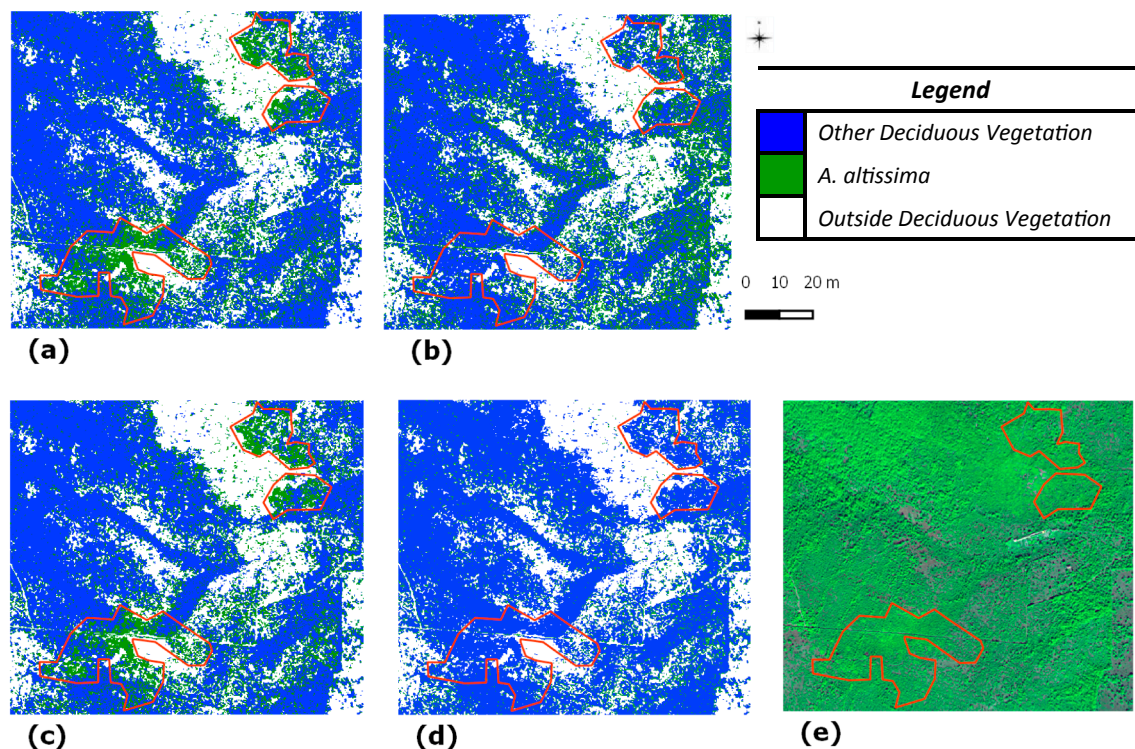 Legend
Other Deciduous Vegetation
A. altissima
Outside Deciduous Vegetation
0 10 20 m
(a)
(b)
(c)
(d)
(e)